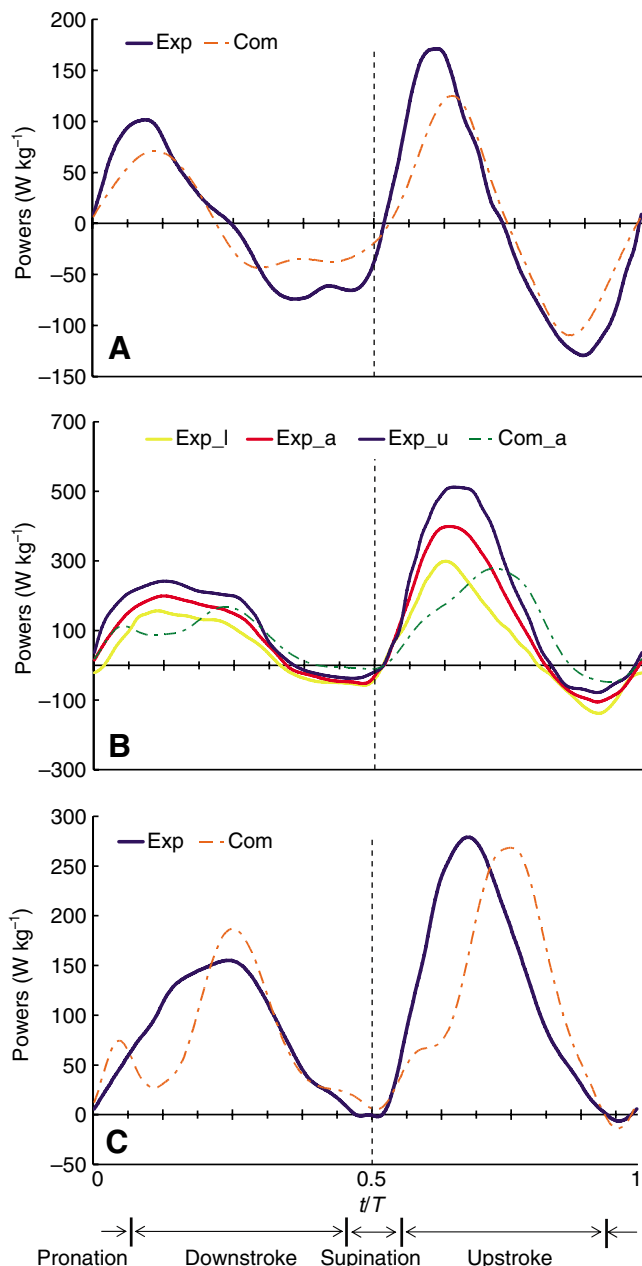 200
Exp Com
150
100
50
0
−50
−100
−150
Powers (W kg−1)
A
700
Exp_l Exp_a Exp_u Com_a
500
300
100
−100
−300
Powers (W kg−1)
B
300
Exp Com
250
200
150
100
50
0
−50
Powers (W kg−1)
C
0 0.5 1
t/T
Pronation Downstroke Supination Upstroke